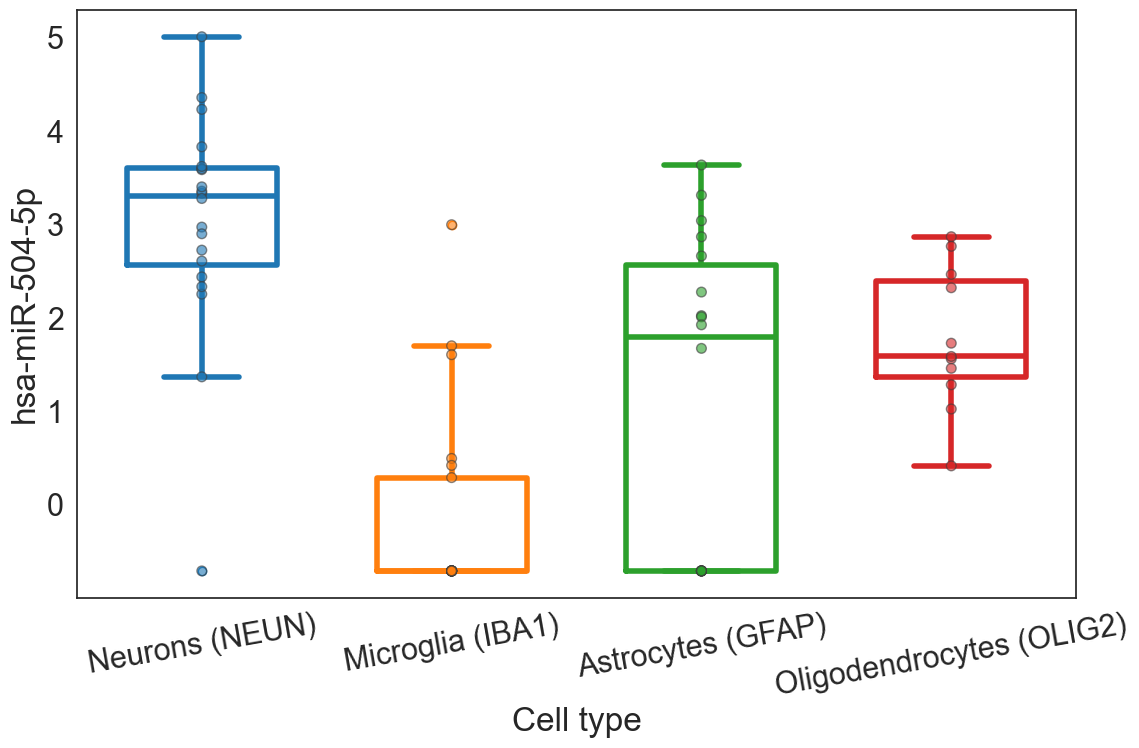 hsa-miR-504-5p
5
4
3
2
1
0
Neurons (NEUN)
Microglia (IBA1)
Astrocytes (GFAP)
Oligodendrocytes (OLIG2)
Cell type